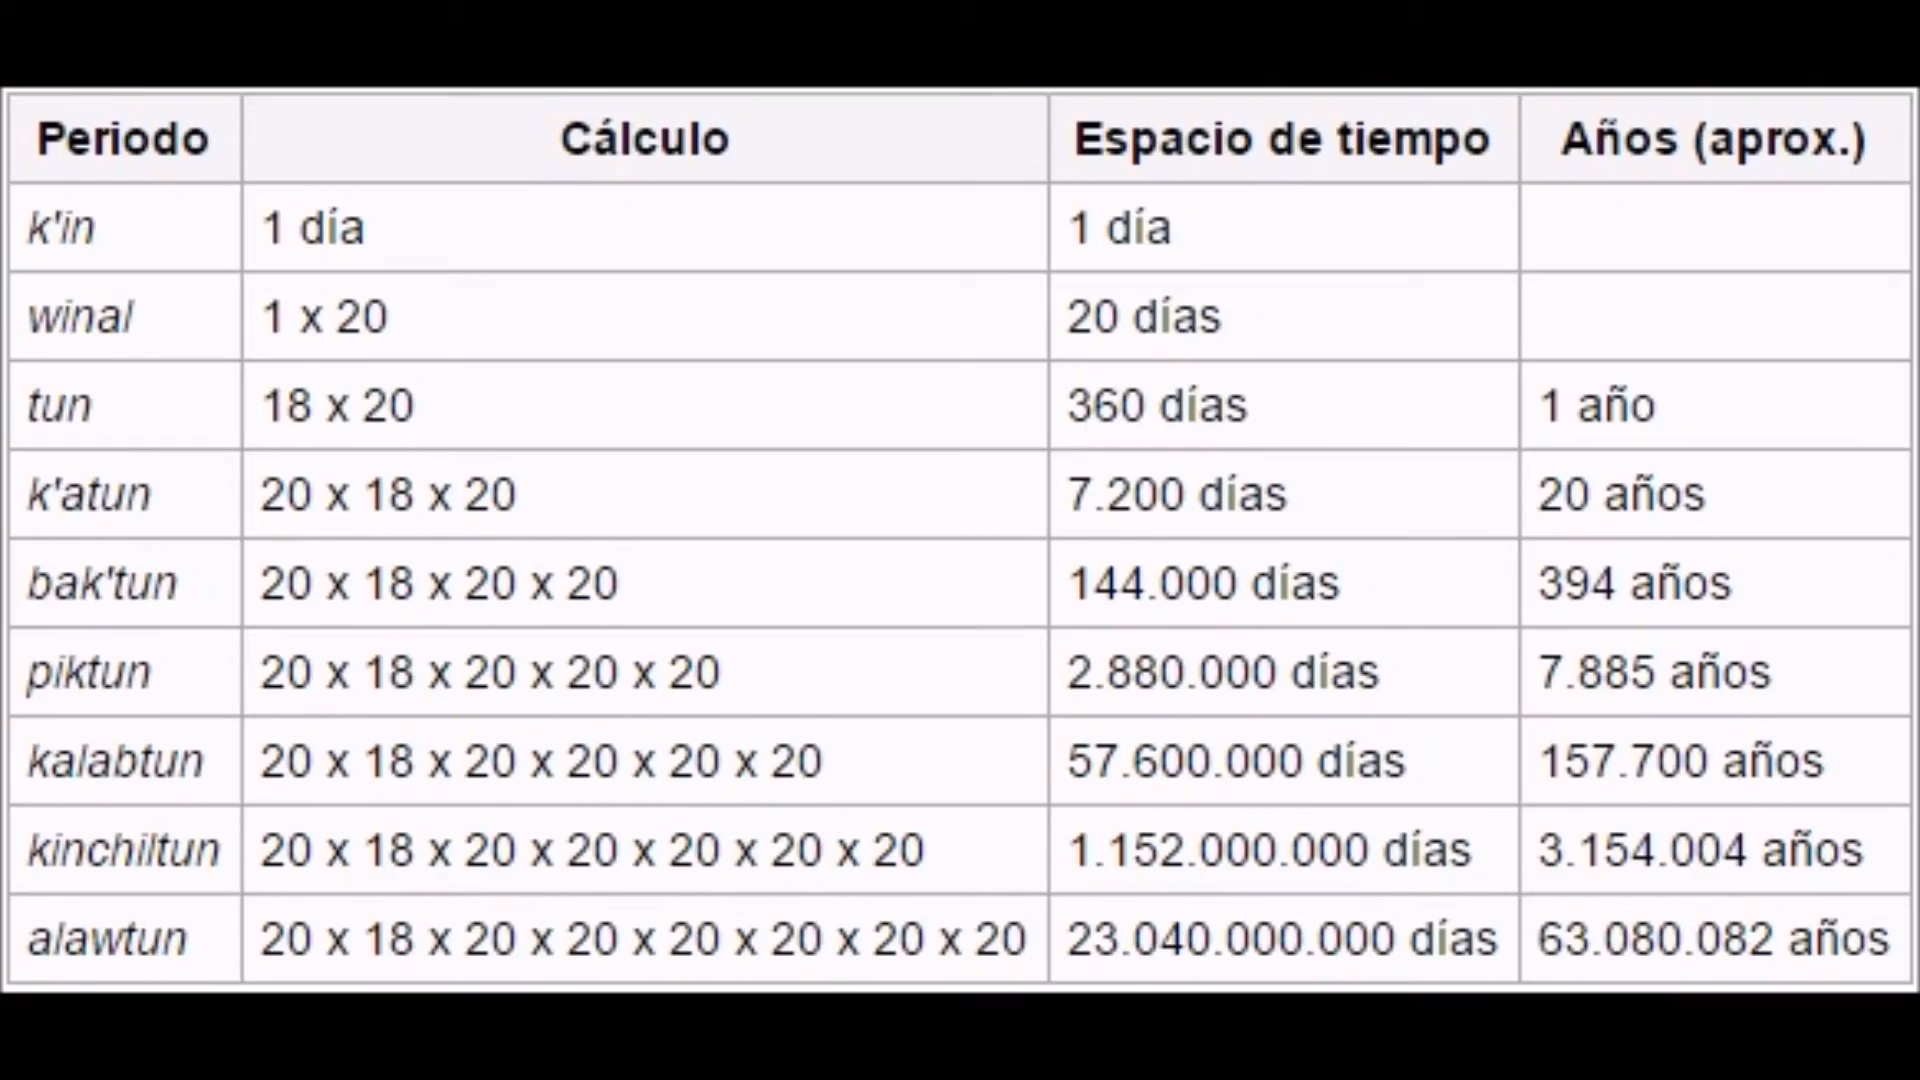 Periodo Cálculo Espacio de tiempo Años (aprox.)
k'in 1 día 1 día
winal 1 x 20 20 días
tun 18 x 20 360 días 1 año
k'atun 20 x 18 x 20 7.200 días 20 años
bak'tun 20 x 18 x 20 x 20 144.000 días 394 años
piktun 20 x 18 x 20 x 20 x 20 2.880.000 días 7.885 años
kalabtun 20 x 18 x 20 x 20 x 20 x 20 57.600.000 días 157.700 años
kinchiltun 20 x 18 x 20 x 20 x 20 x 20 x 20 1.152.000.000 días 3.154.004 años
alawtun 20 x 18 x 20 x 20 x 20 x 20 x 20 x 20 23.040.000.000 días 63.080.082 años